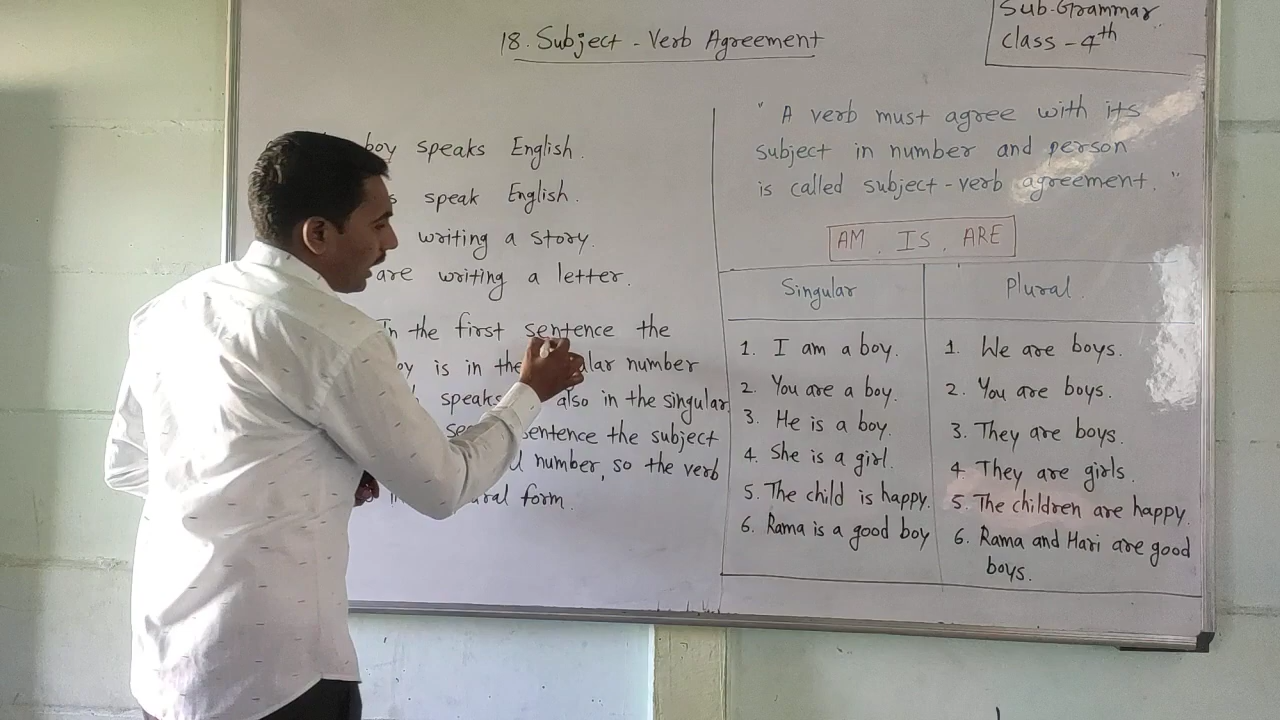 18. Subject - Verb Agreement
Sub-Grammar
Class - 4th
boy speaks English.
speak English.
writing a story.
are writing a letter.
In the first sentence the
is in the number
speaks also in the singular
sentence the subject
number, so the verb
form.
" A verb must agree with its
subject in number and person
is called subject-verb agreement. "
AM, IS, ARE
Singular
1. I am a boy.
2. You are a boy.
3. He is a boy.
4. She is a girl.
5. The child is happy.
6. Rama is a good boy
Plural
1. We are boys.
2. You are boys.
3. They are boys.
4 They are girls.
5. The children are happy.
6. Rama and Hari are good
boys.